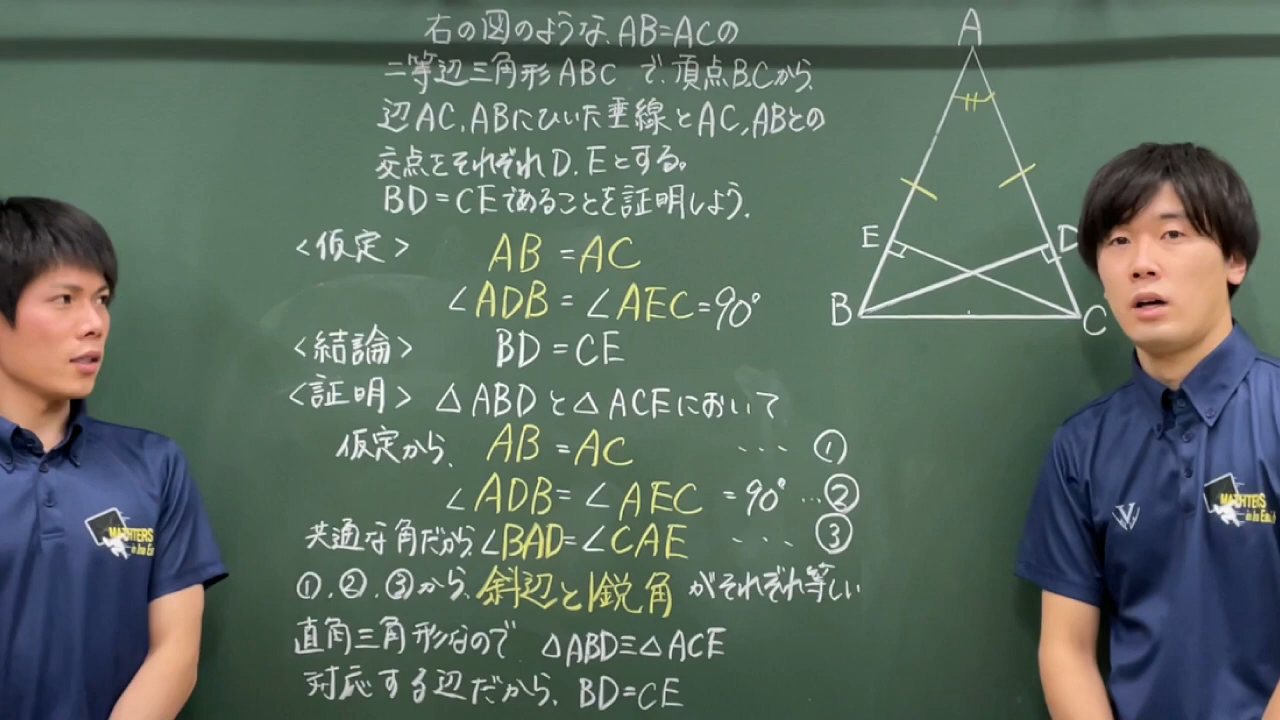 右の図のような、AB=ACの
二等辺三角形ABC で、頂点B,Cから、
辺AC,ABにひいた垂線とAC,ABとの
交点をそれぞれD,Eとする。
BD=CEであることを証明しよう。
<仮定> AB=AC
∠ADB=∠AEC=90°
<結論> BD=CE
<証明> △ABDと△ACEにおいて
仮定から、AB=AC ... ①
∠ADB=∠AEC=90° ... ②
共通な角だから∠BAD=∠CAE ... ③
①,②,③から、斜辺と1鋭角がそれぞれ等しい
直角三角形なので △ABD≡△ACE
対応する辺だから、BD=CE
A
E
D
B
C
MATHTERS
MATHTERS